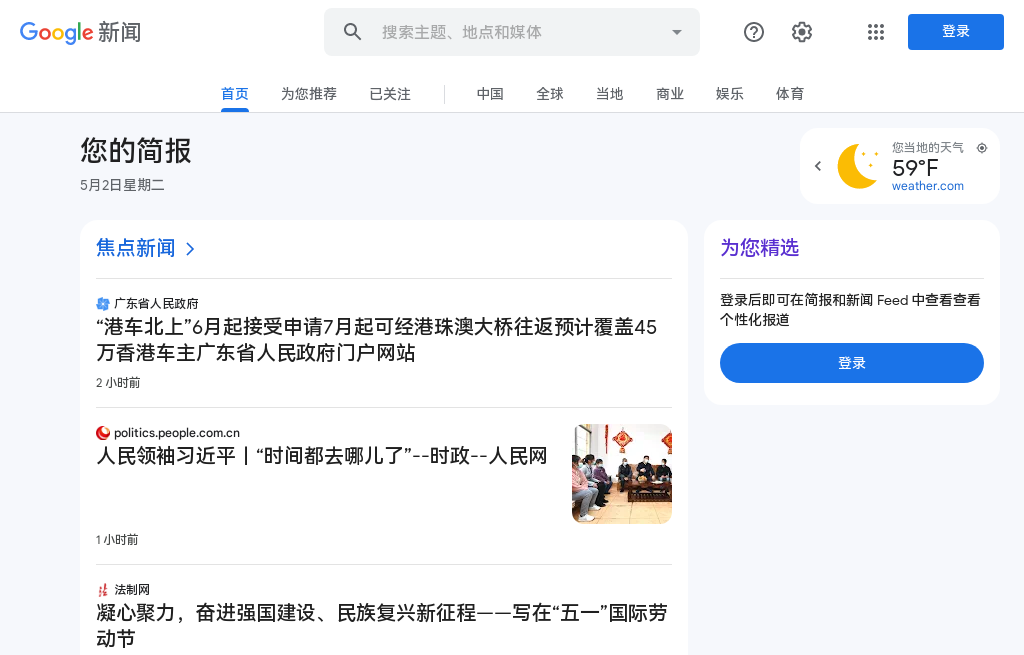 Google 新闻
搜索主题、地点和媒体
登录
首页
为您推荐
已关注
中国
全球
当地
商业
娱乐
体育
您的简报
5月2日星期二
您当地的天气
59°F
weather.com
焦点新闻
广东省人民政府
“港车北上”6月起接受申请7月起可经港珠澳大桥往返预计覆盖45
万香港车主广东省人民政府门户网站
2 小时前
politics.people.com.cn
人民领袖习近平丨“时间都去哪儿了”--时政--人民网
1 小时前
法制网
凝心聚力，奋进强国建设、民族复兴新征程——写在“五一”国际劳
动节
为您精选
登录后即可在简报和新闻 Feed 中查看查看
个性化报道
登录